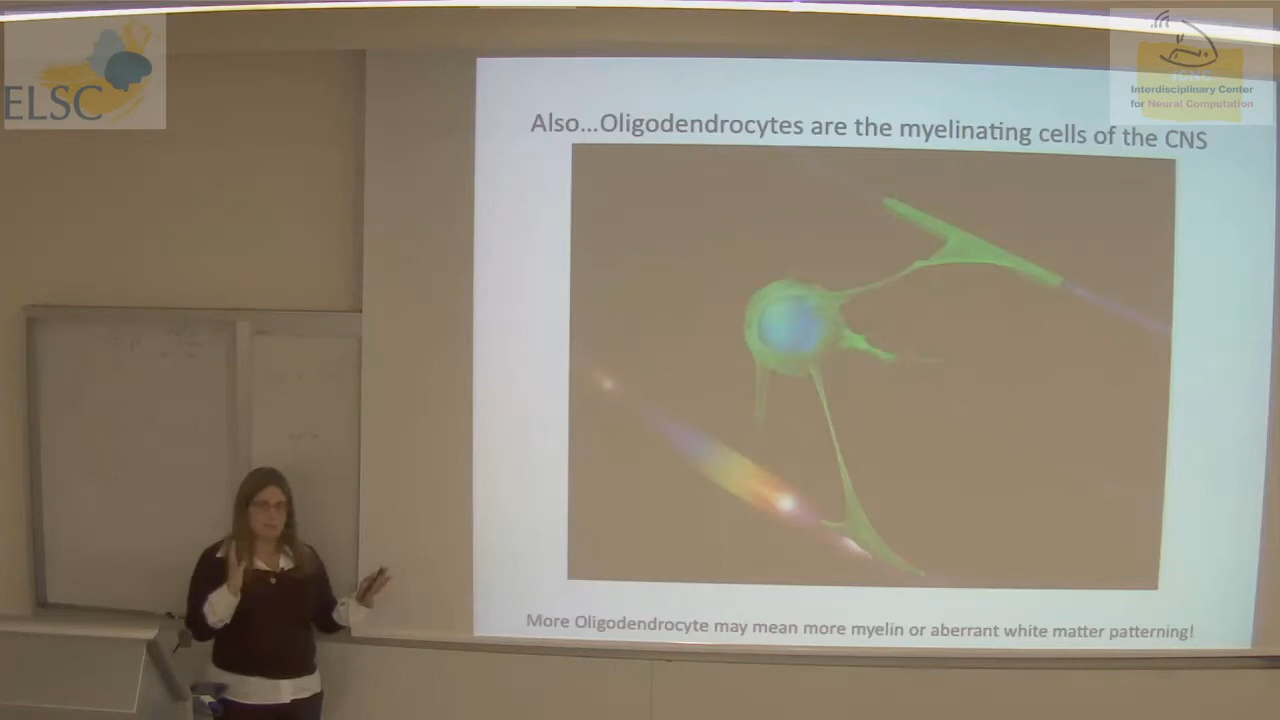 ELSC
Interdisciplinary Center
for Neural Computation
Also...Oligodendrocytes are the myelinating cells of the CNS
More Oligodendrocyte may mean more myelin or aberrant white matter patterning!